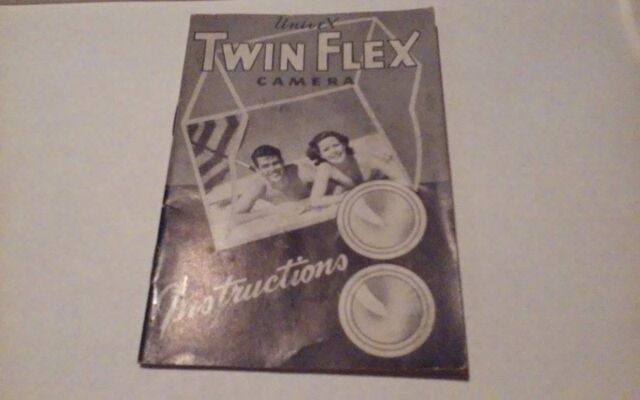 UniveX
TWIN FLEX
CAMERA
Instructions